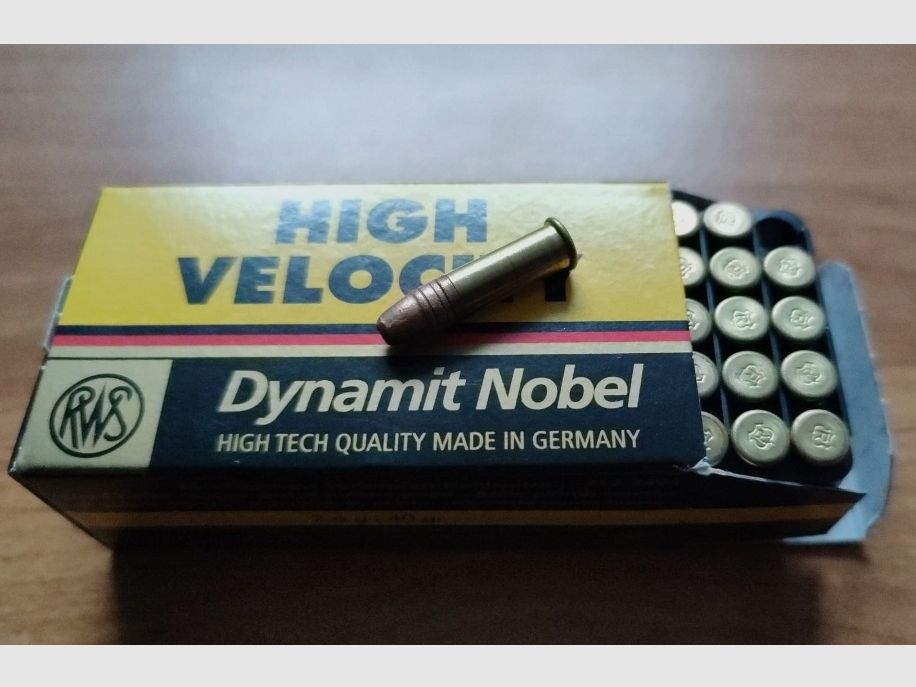 HIGH
Dynamit Nobel
RWS
HIGH TECH QUALITY MADE IN GERMANY